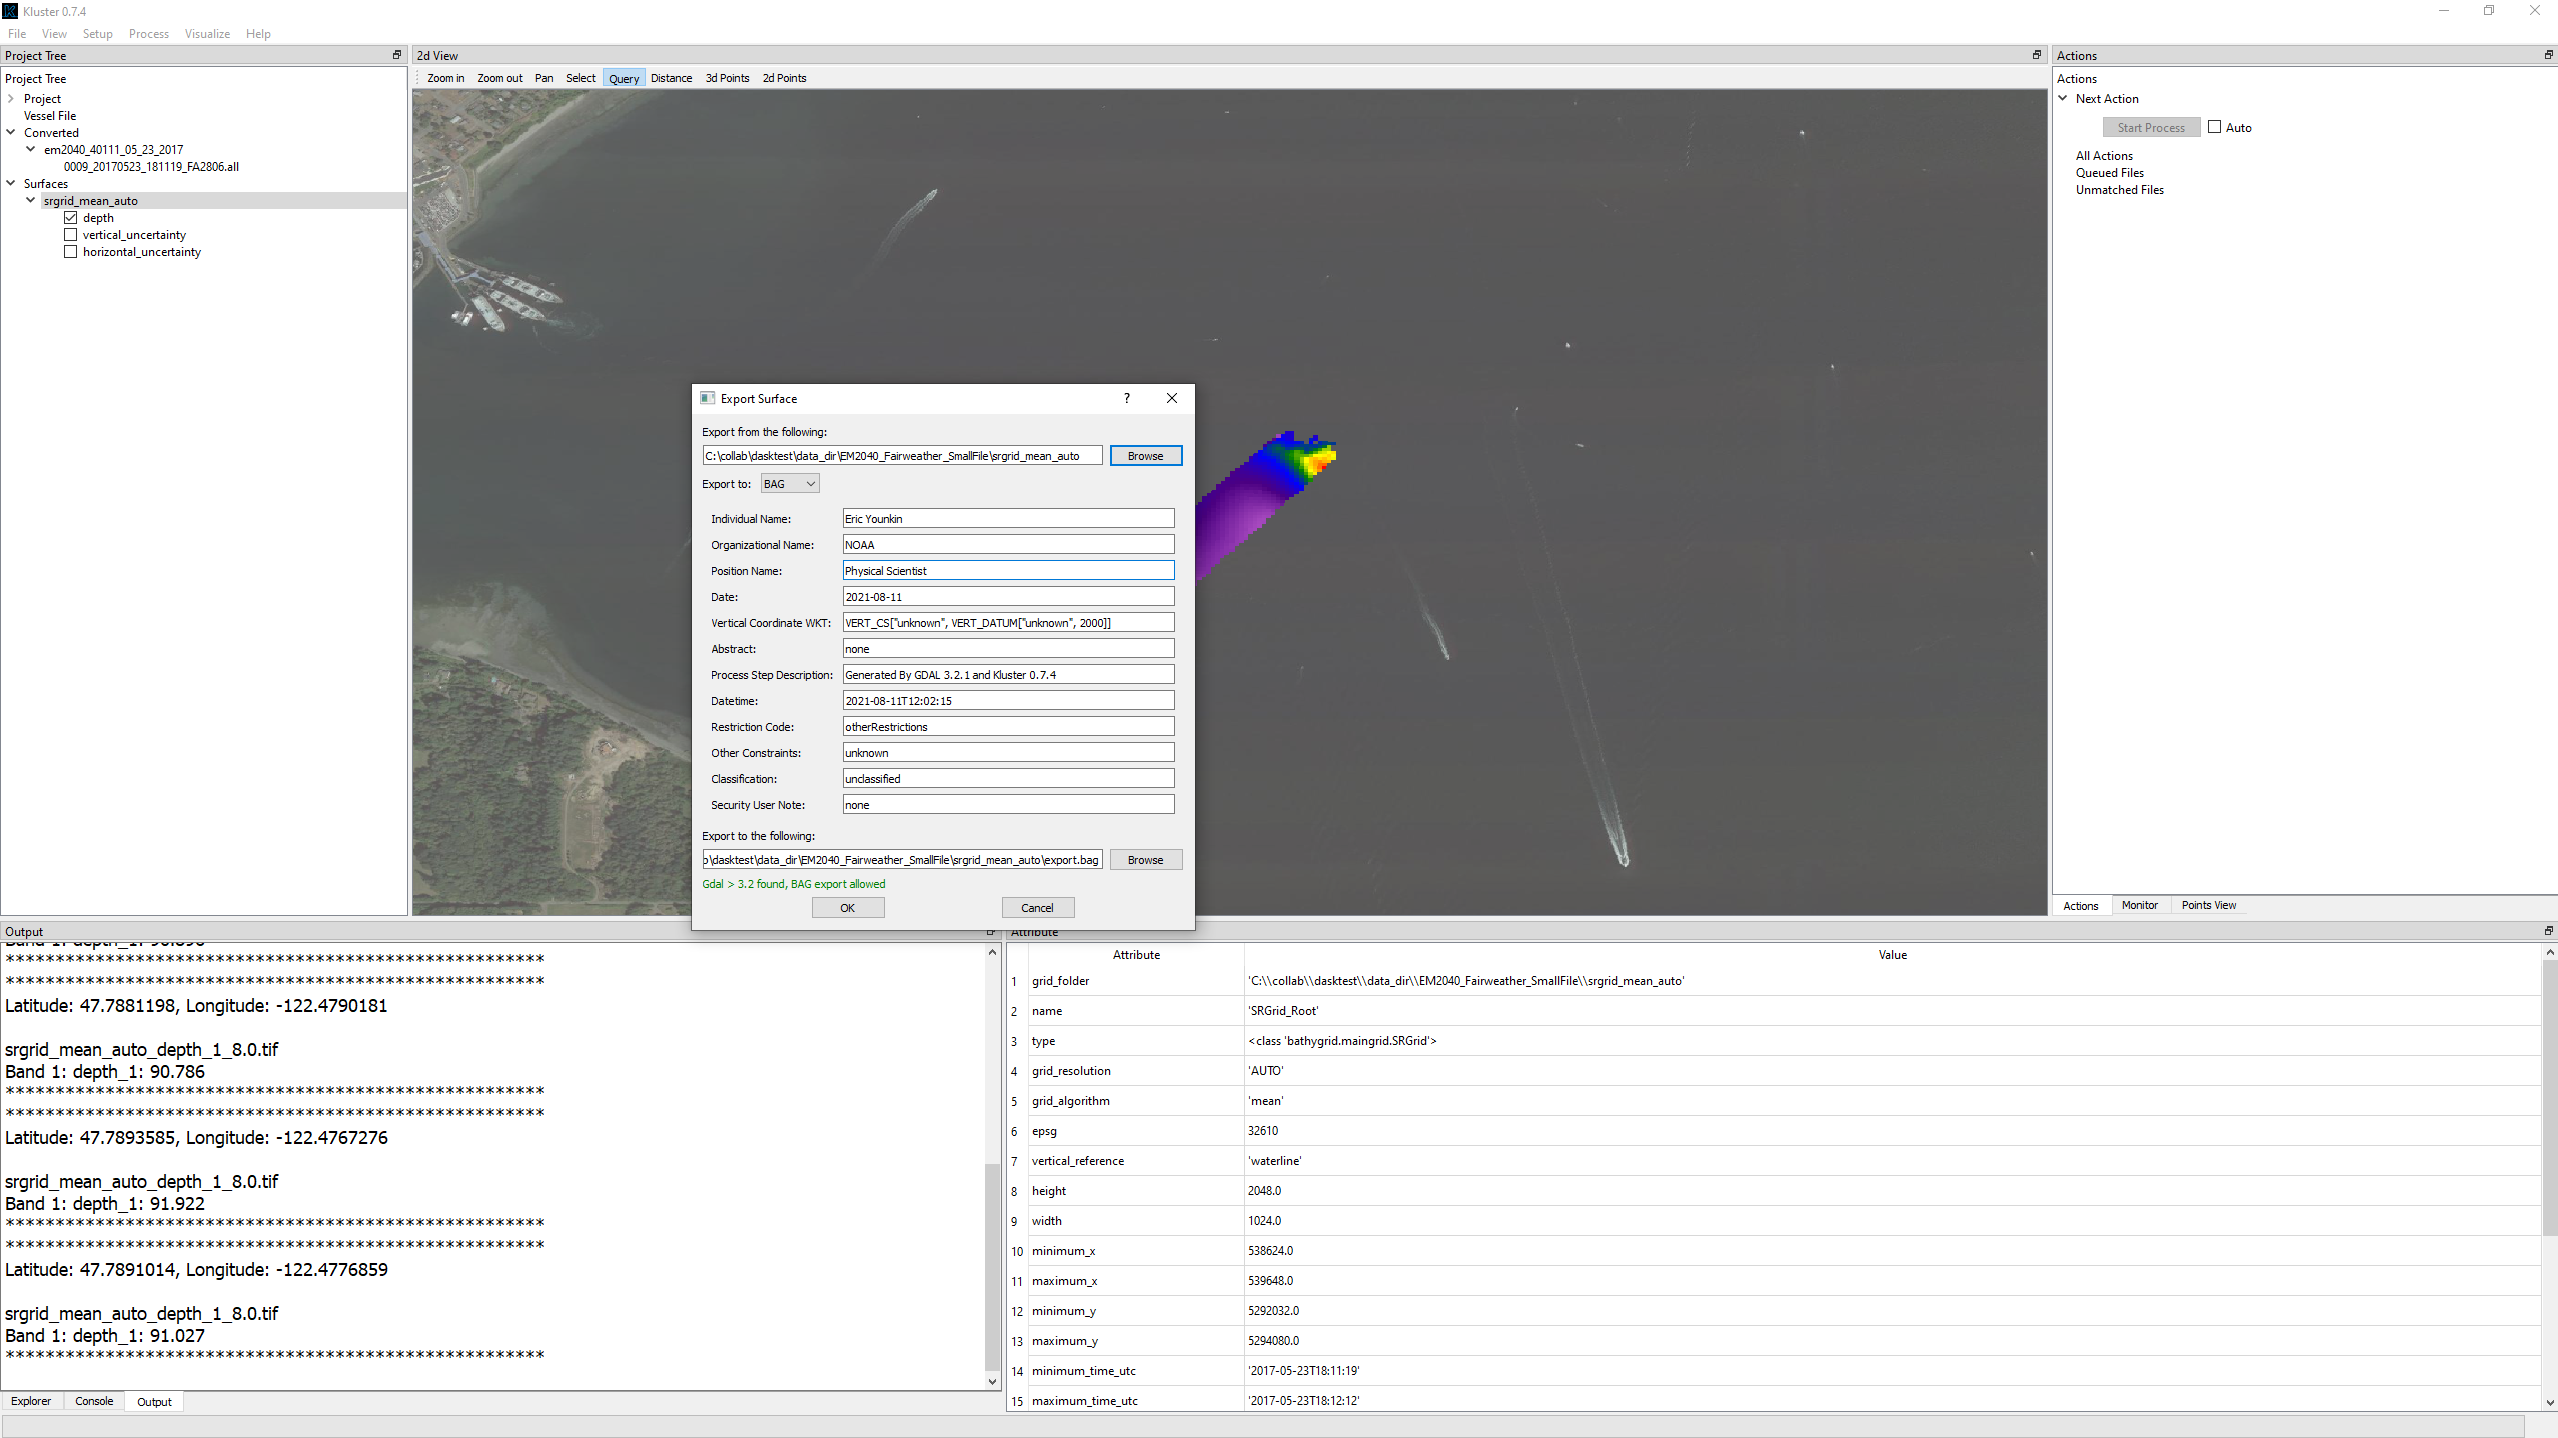 Kluster 0.7.4
File View Setup Process Visualize Help
Project Tree
Project Tree
Project
Vessel File
Converted
em2040_40111_05_23_2017
0009_20170523_181119_FA2806.all
Surfaces
srgrid_mean_auto
depth
vertical_uncertainty
horizontal_uncertainty
2d View
Zoom in Zoom out Pan Select Query Distance 3d Points 2d Points
Actions
Actions
Next Action
Start Process Auto
All Actions
Queued Files
Unmatched Files
Actions Monitor Points View
Export Surface ?
Export from the following:
C:\collab\dasktest\data_dir\EM2040_Fairweather_SmallFile\srgrid_mean_auto Browse
Export to: BAG
Individual Name: Eric Younkin
Organizational Name: NOAA
Position Name: Physical Scientist
Date: 2021-08-11
Vertical Coordinate WKT: VERT_CS["unknown", VERT_DATUM["unknown", 2000]]
Abstract: none
Process Step Description: Generated By GDAL 3.2.1 and Kluster 0.7.4
Datetime: 2021-08-11T12:02:15
Restriction Code: otherRestrictions
Other Constraints: unknown
Classification: unclassified
Security User Note: none
Export to the following:
\dasktest\data_dir\EM2040_Fairweather_SmallFile\srgrid_mean_auto\export.bag Browse
Gdal > 3.2 found, BAG export allowed
OK Cancel
Output
Band 1: depth_1: 90.896
******************************************************
******************************************************
Latitude: 47.7881198, Longitude: -122.4790181
srgrid_mean_auto_depth_1_8.0.tif
Band 1: depth_1: 90.786
******************************************************
******************************************************
Latitude: 47.7893585, Longitude: -122.4767276
srgrid_mean_auto_depth_1_8.0.tif
Band 1: depth_1: 91.922
******************************************************
******************************************************
Latitude: 47.7891014, Longitude: -122.4776859
srgrid_mean_auto_depth_1_8.0.tif
Band 1: depth_1: 91.027
******************************************************
Explorer Console Output
Attribute
Attribute Value
1 grid_folder 'C:\\collab\\dasktest\\data_dir\\EM2040_Fairweather_SmallFile\\srgrid_mean_auto'
2 name 'SRGrid_Root'
3 type <class 'bathygrid.maingrid.SRGrid'>
4 grid_resolution 'AUTO'
5 grid_algorithm 'mean'
6 epsg 32610
7 vertical_reference 'waterline'
8 height 2048.0
9 width 1024.0
10 minimum_x 538624.0
11 maximum_x 539648.0
12 minimum_y 5292032.0
13 maximum_y 5294080.0
14 minimum_time_utc '2017-05-23T18:11:19'
15 maximum_time_utc '2017-05-23T18:12:12'